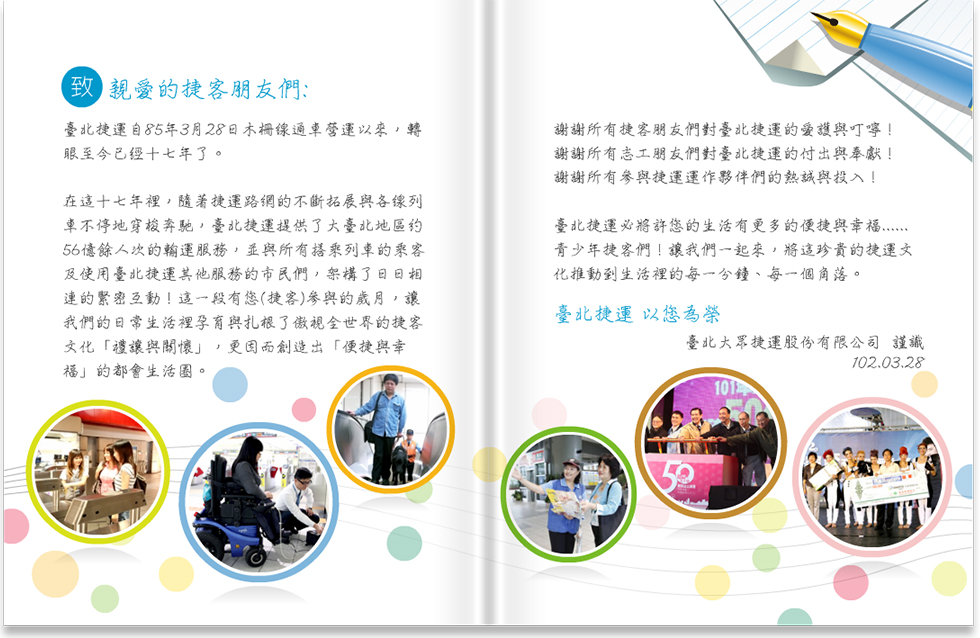 致 親愛的捷客朋友們:
臺北捷運自85年3月28日木柵線通車營運以來，轉
眼至今已經十七年了。
在這十七年裡，隨著捷運路網的不斷拓展與各線列
車不停地穿梭奔馳，臺北捷運提供了大臺北地區約
56億餘人次的輸運服務，並與所有搭乘列車的乘客
及使用臺北捷運其他服務的市民們，架構了日日相
連的緊密互動！這一段有您(捷客)參與的歲月，讓
我們的日常生活裡孕育與扎根了傲視全世界的捷客
文化「禮讓與關懷」，更因而創造出「便捷與幸
福」的都會生活圈。
謝謝所有捷客朋友們對臺北捷運的愛護與叮嚀！
謝謝所有志工朋友們對臺北捷運的付出與奉獻！
謝謝所有參與捷運運作夥伴們的熱誠與投入！
臺北捷運必將許您的生活有更多的便捷與幸福......
青少年捷客們！讓我們一起來，將這珍貴的捷運文
化推動到生活裡的每一分鐘、每一個角落。
臺北捷運 以您為榮
臺北大眾捷運股份有限公司 謹識
102.03.28
101年
50
50